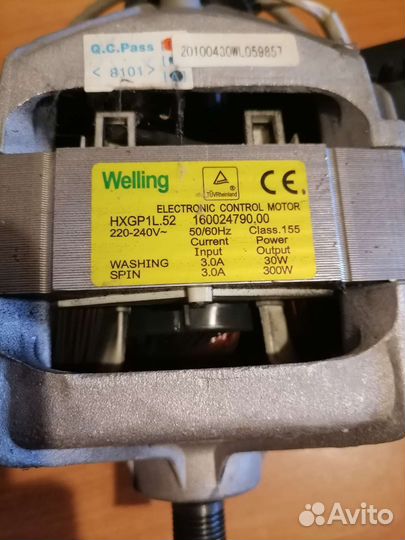 Q.C.Pass
< 8101 >
20100430WL059857
Welling
TÜVRheinland
CE
ELECTRONIC CONTROL MOTOR
HXGP1L.52 160024790.00
220-240V~ 50/60Hz Class.155
Current Power
Input Output
WASHING 3.0A 30W
SPIN 3.0A 300W
Avito